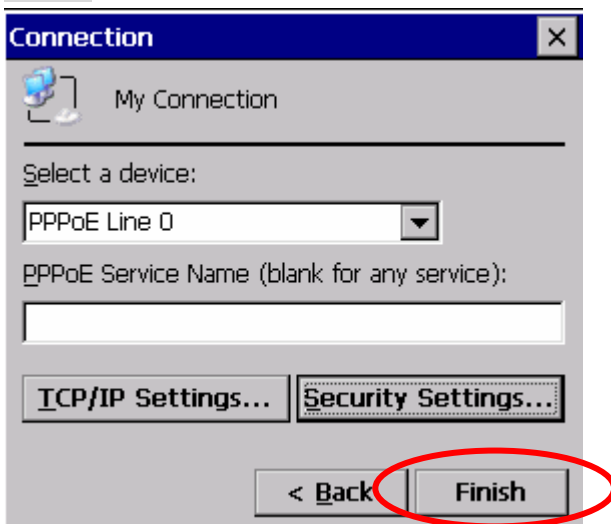 Connection
My Connection
Select a device:
PPPoE Line 0
PPPoE Service Name (blank for any service):
TCP/IP Settings... Security Settings...
< Back Finish